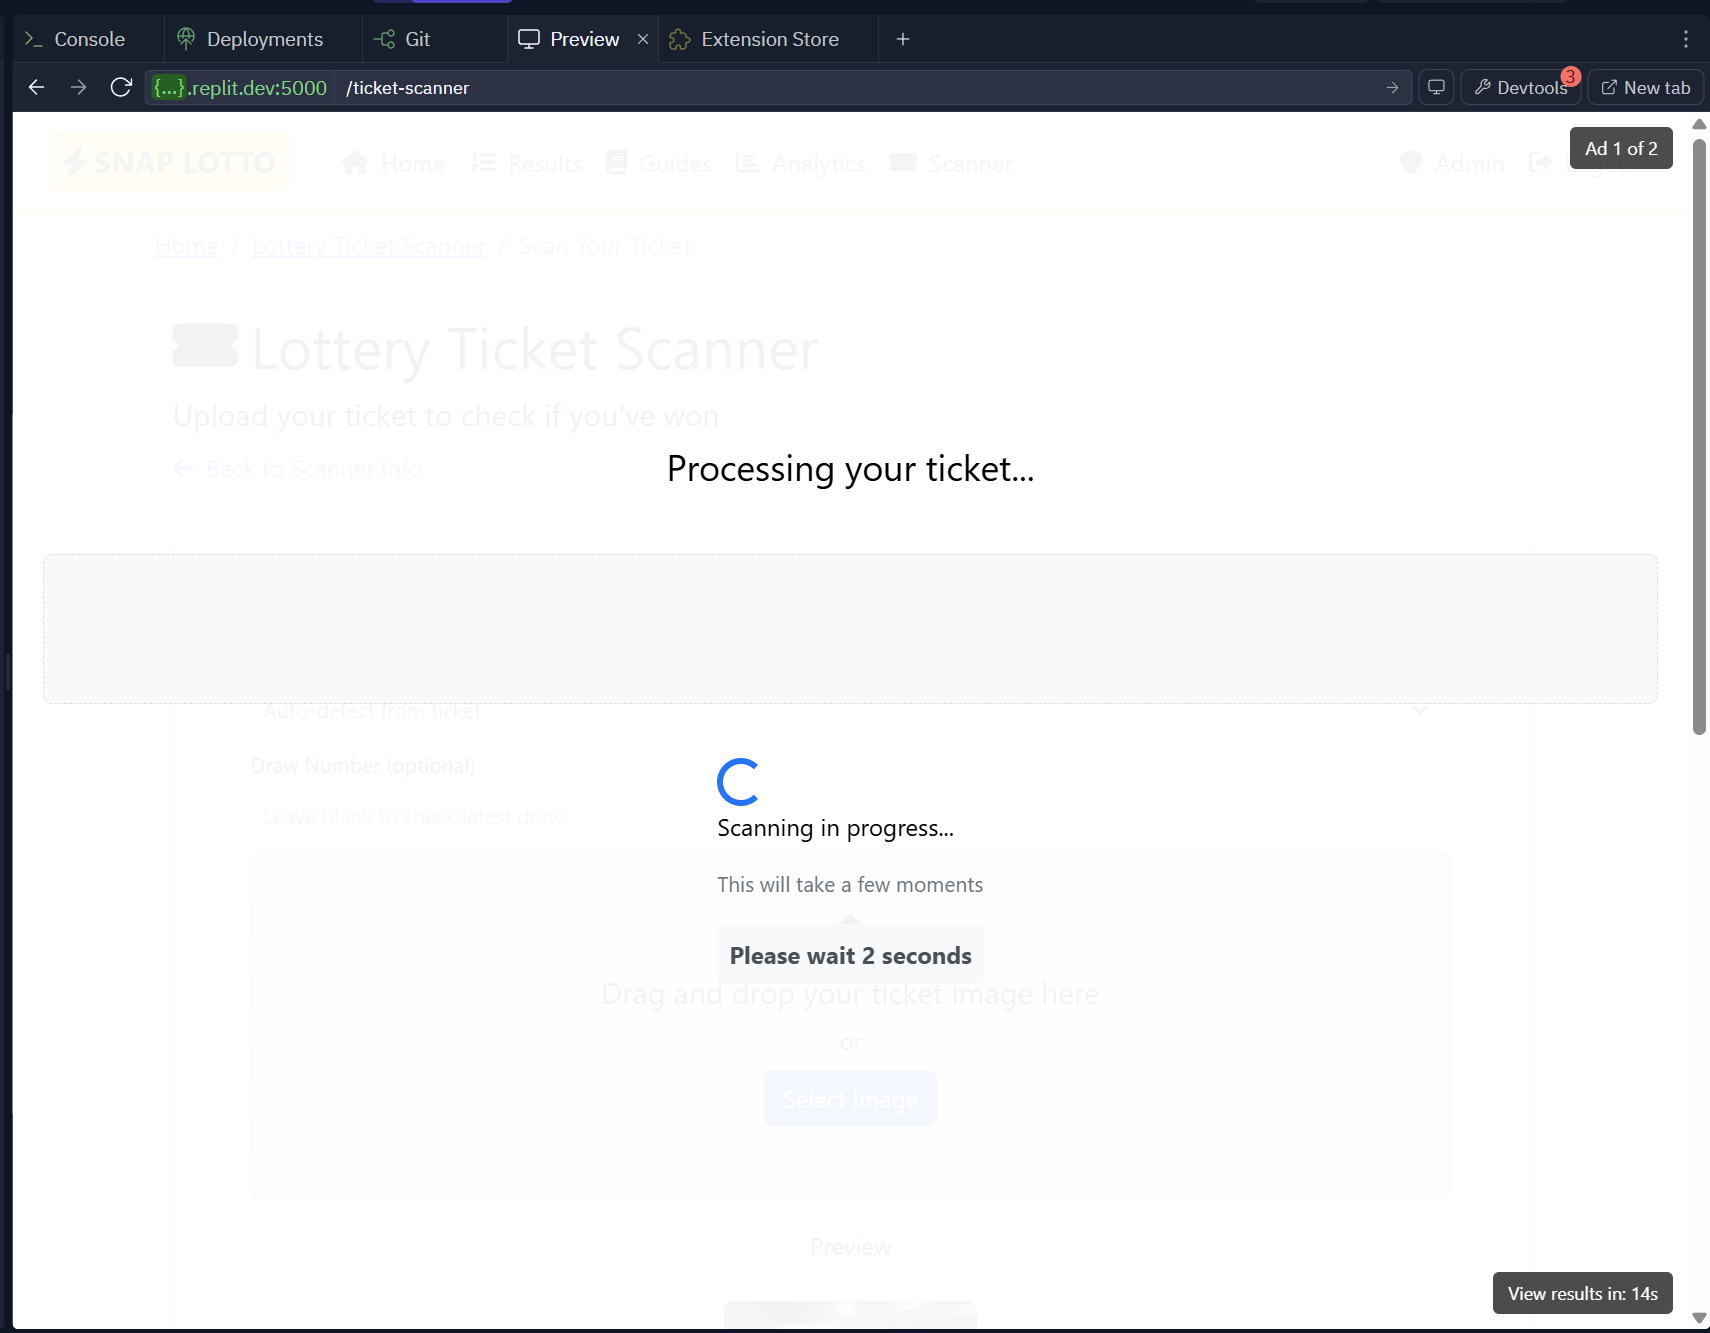 Console
Deployments
Git
Preview
Extension Store
{...}.replit.dev:5000 /ticket-scanner
Devtools 3
New tab
SNAP LOTTO
Home
Results
Guides
Analytics
Scanner
Admin
Ad 1 of 2
Home / Lottery Ticket Scanner / Scan Your Ticket
Lottery Ticket Scanner
Upload your ticket to check if you've won
Back to Scanner Info
Processing your ticket...
Auto-detect from ticket
Draw Number (optional)
Leave blank to check latest draw
Scanning in progress...
This will take a few moments
Please wait 2 seconds
Drag and drop your ticket image here
or
Select Image
Preview
View results in: 14s